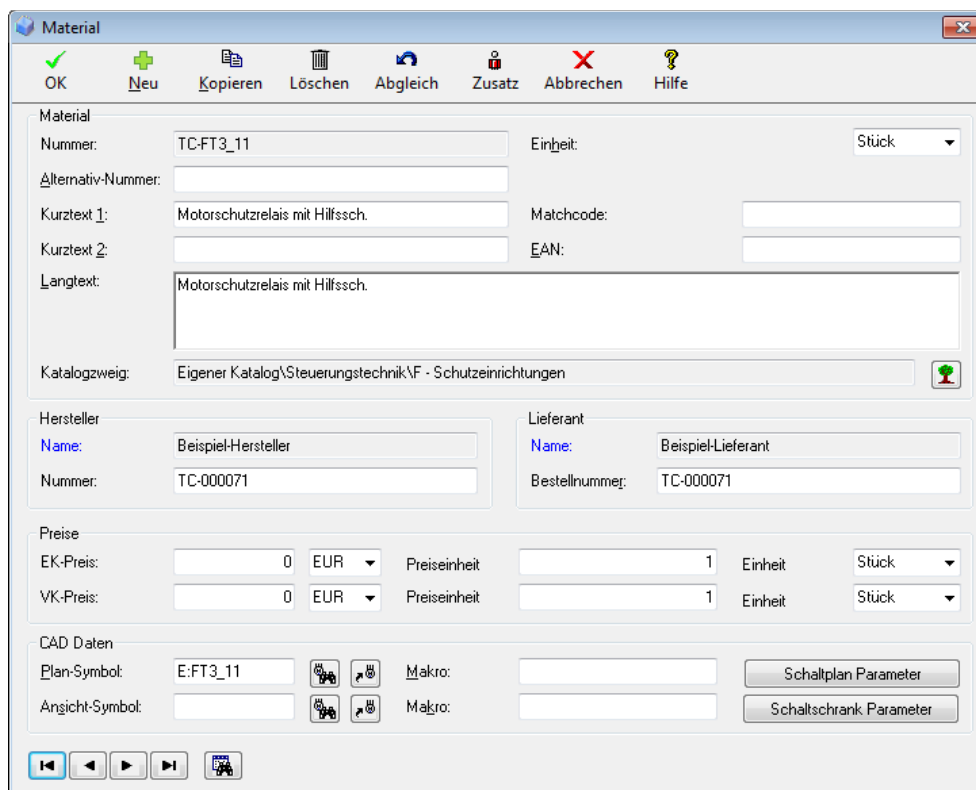 Material
OK Neu Kopieren Löschen Abgleich Zusatz Abbrechen Hilfe
Material
Nummer: TC-FT3_11 Einheit: Stück
Alternativ-Nummer:
Kurztext 1: Motorschutzrelais mit Hilfssch. Matchcode:
Kurztext 2: EAN:
Langtext: Motorschutzrelais mit Hilfssch.
Katalogzweig: Eigener Katalog\Steuerungstechnik\F - Schutzeinrichtungen
Hersteller Lieferant
Name: Beispiel-Hersteller Name: Beispiel-Lieferant
Nummer: TC-000071 Bestellnummer: TC-000071
Preise
EK-Preis: 0 EUR Preiseinheit 1 Einheit Stück
VK-Preis: 0 EUR Preiseinheit 1 Einheit Stück
CAD Daten
Plan-Symbol: E:FT3_11 Makro: Schaltplan Parameter
Ansicht-Symbol: Makro: Schaltschrank Parameter